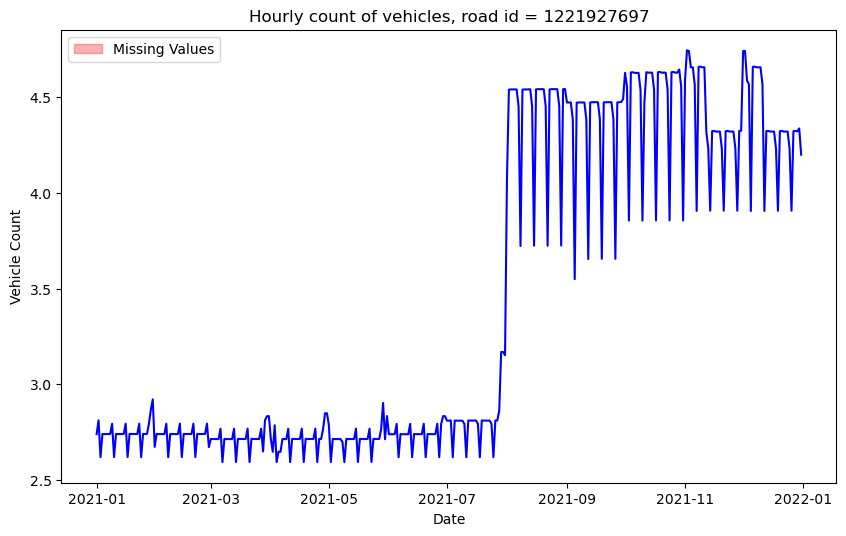 Hourly count of vehicles, road id = 1221927697
Missing Values
Vehicle Count
4.5
4.0
3.5
3.0
2.5
2021-01 2021-03 2021-05 2021-07 2021-09 2021-11 2022-01
Date